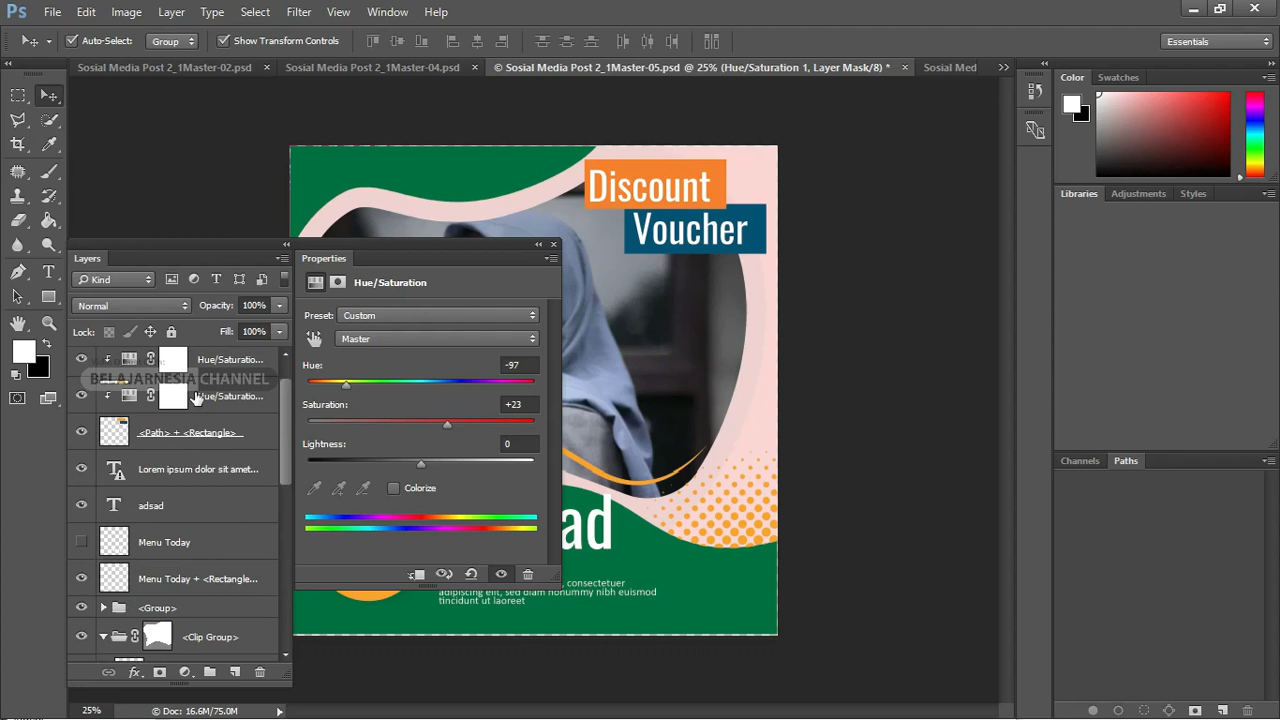 Ps File Edit Image Layer Type Select Filter View Window Help
Auto-Select: Group Show Transform Controls Essentials
Sosial Media Post 2_1Master-02.psd × Sosial Media Post 2_1Master-04.psd × © Sosial Media Post 2_1Master-05.psd @ 25% (Hue/Saturation 1, Layer Mask/8) * × Sosial Med
Color Swatches
Libraries Adjustments Styles
Channels Paths
Discount
Voucher
ad
, consectetuer
adipiscing elit, sed diam nonummy nibh euismod
tincidunt ut laoreet
Layers
Kind
Normal Opacity: 100%
Lock: Fill: 100%
Hue/Saturatio...
BELAJARNESIA CHANNEL
Hue/Saturatio...
<Path> + <Rectangle>
Lorem ipsum dolor sit amet...
adsad
Menu Today
Menu Today + <Rectangle...
<Group>
<Clip Group>
Properties
Hue/Saturation
Preset: Custom
Master
Hue: -97
Saturation: +23
Lightness: 0
Colorize
25% © Doc: 16.6M/75.0M